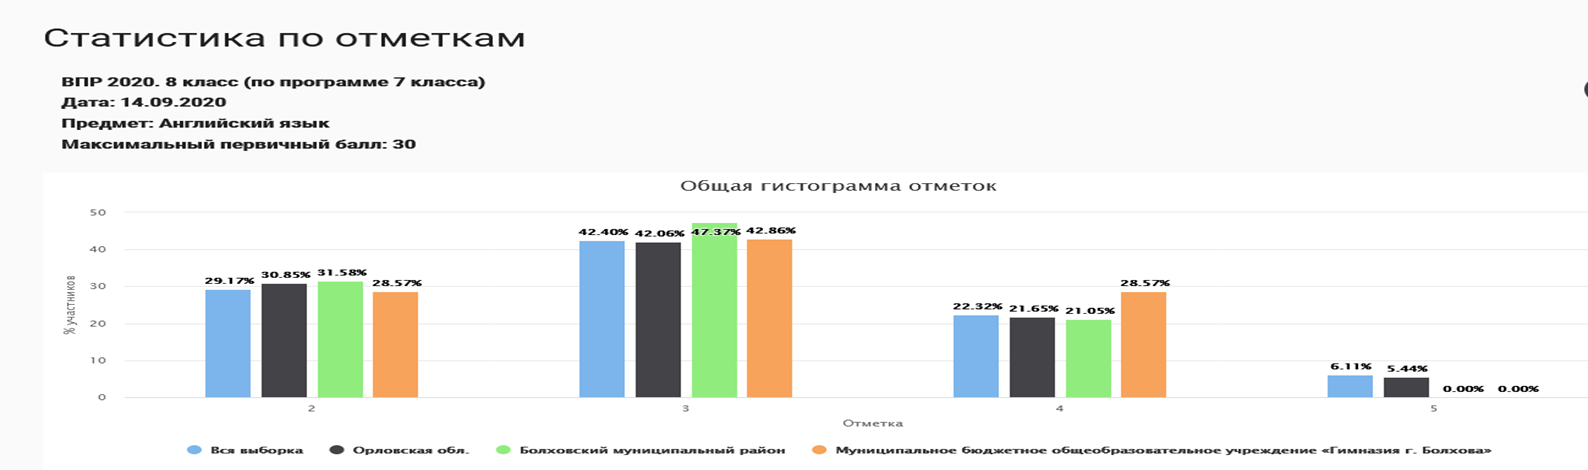 Статистика по отметкам
ВПР 2020. 8 класс (по программе 7 класса)
Дата: 14.09.2020
Предмет: Английский язык
Максимальный первичный балл: 30
Общая гистограмма отметок
% участников
50
40
30
20
10
0
29.17% 30.85% 31.58% 28.57%
42.40% 42.06% 47.37% 42.86%
22.32% 21.65% 21.05% 28.57%
6.11% 5.44% 0.00% 0.00%
2 3 4 5
Отметка
Вся выборка Орловская обл. Болховский муниципальный район Муниципальное бюджетное общеобразовательное учреждение «Гимназия г. Болхова»